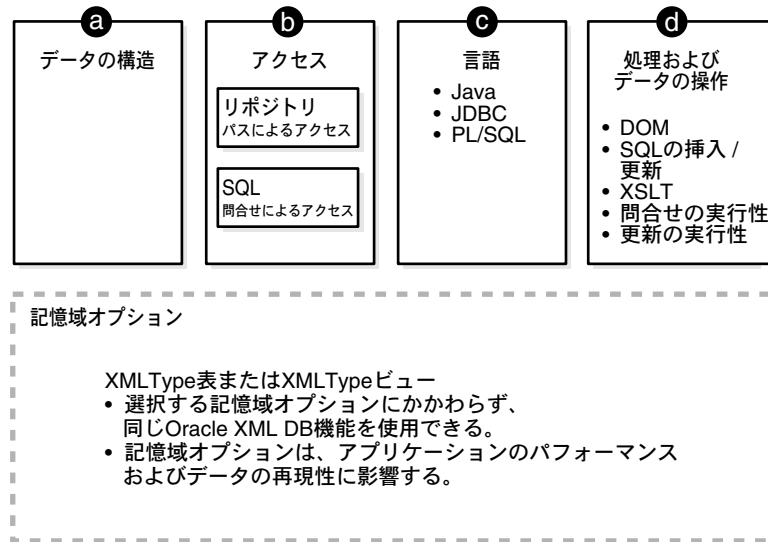 a
データの構造
b
アクセス
リポジトリ
パスによるアクセス
SQL
問合せによるアクセス
c
言語
• Java
• JDBC
• PL/SQL
d
処理および
データの操作
• DOM
• SQLの挿入 /
更新
• XSLT
• 問合せの実行性
• 更新の実行性
記憶域オプション
XMLType表またはXMLTypeビュー
• 選択する記憶域オプションにかかわらず、
同じOracle XML DB機能を使用できる。
• 記憶域オプションは、アプリケーションのパフォーマンス
およびデータの再現性に影響する。